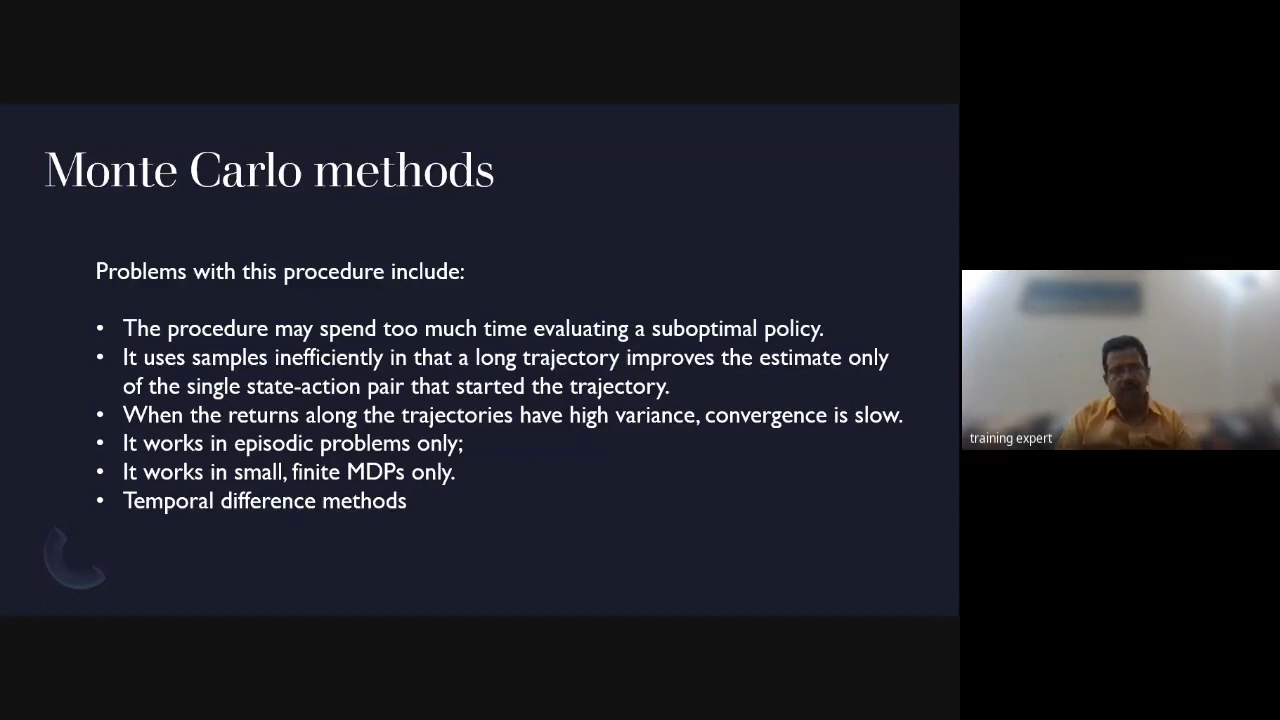 Monte Carlo methods
Problems with this procedure include:
• The procedure may spend too much time evaluating a suboptimal policy.
• It uses samples inefficiently in that a long trajectory improves the estimate only
of the single state-action pair that started the trajectory.
• When the returns along the trajectories have high variance, convergence is slow.
• It works in episodic problems only;
• It works in small, finite MDPs only.
• Temporal difference methods
training expert